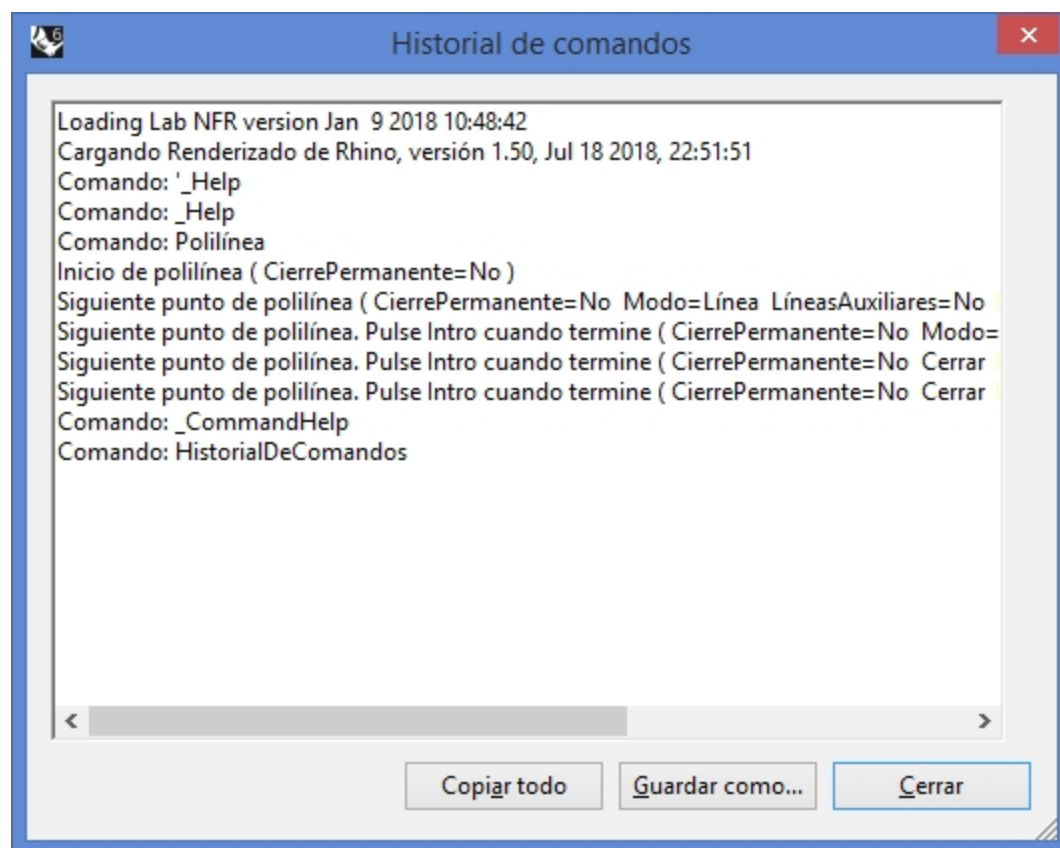 6
Historial de comandos
Loading Lab NFR version Jan  9 2018 10:48:42
Cargando Renderizado de Rhino, versión 1.50, Jul 18 2018, 22:51:51
Comando: '_Help
Comando: _Help
Comando: Polilínea
Inicio de polilínea ( CierrePermanente=No )
Siguiente punto de polilínea ( CierrePermanente=No  Modo=Línea  LíneasAuxiliares=No
Siguiente punto de polilínea. Pulse Intro cuando termine ( CierrePermanente=No  Modo=
Siguiente punto de polilínea. Pulse Intro cuando termine ( CierrePermanente=No  Cerrar
Siguiente punto de polilínea. Pulse Intro cuando termine ( CierrePermanente=No  Cerrar
Comando: _CommandHelp
Comando: HistorialDeComandos
Copiar todo
Guardar como...
Cerrar